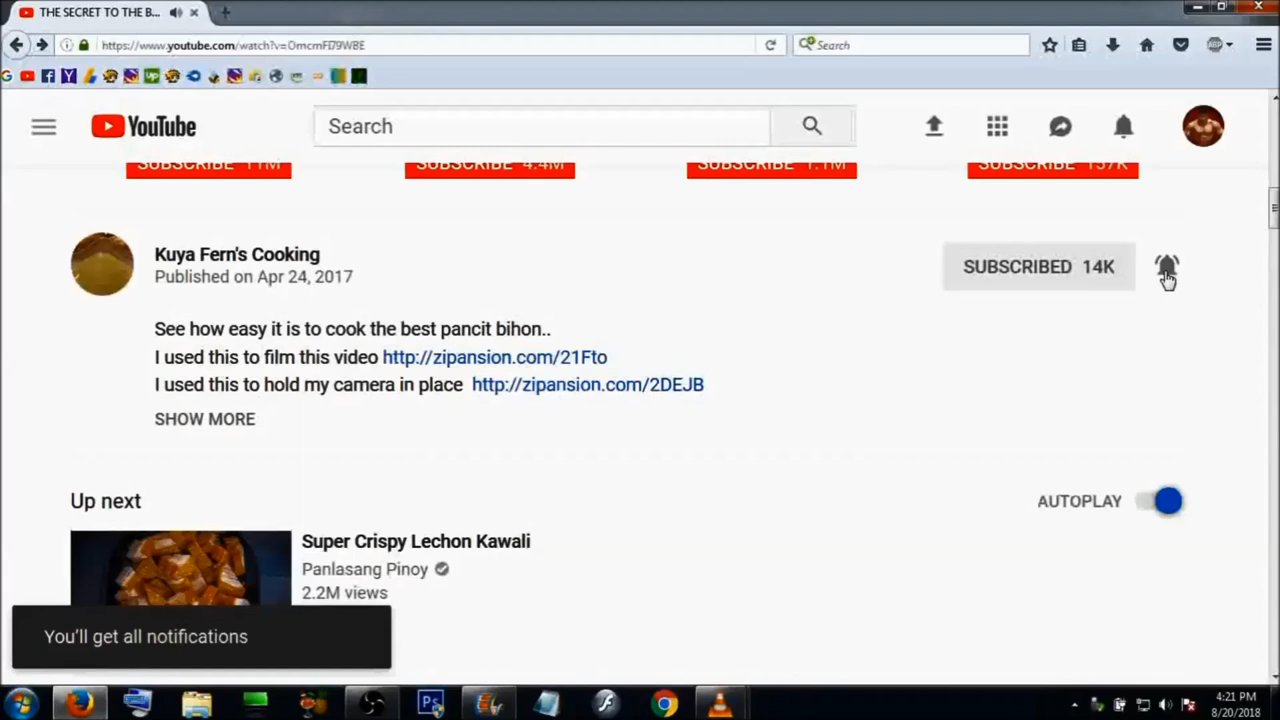 THE SECRET TO THE B...
https://www.youtube.com/watch?v=OmcmFI79WBE
Search
YouTube
Search
SUBSCRIBE 11M
SUBSCRIBE 4.4M
SUBSCRIBE 1.1M
SUBSCRIBE 157K
Kuya Fern's Cooking
Published on Apr 24, 2017
SUBSCRIBED 14K
See how easy it is to cook the best pancit bihon..
I used this to film this video http://zipansion.com/21Fto
I used this to hold my camera in place http://zipansion.com/2DEJB
SHOW MORE
Up next
AUTOPLAY
Super Crispy Lechon Kawali
Panlasang Pinoy
2.2M views
You'll get all notifications
4:21 PM
8/20/2018